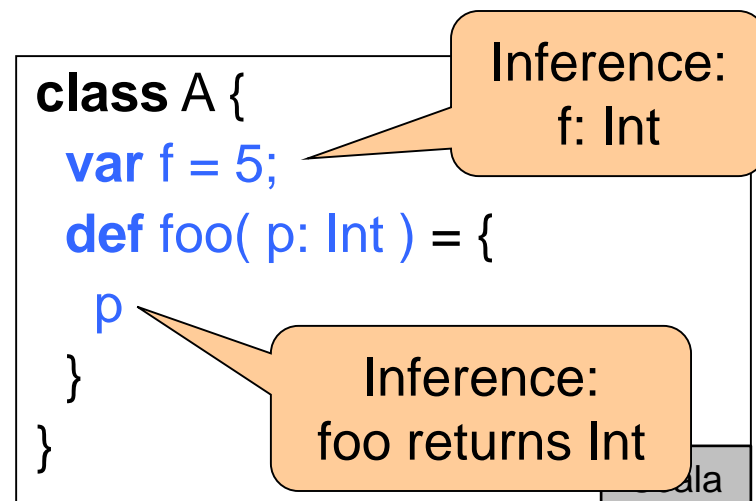 class A {
var f = 5;
def foo( p: Int ) = {
p
}
}
Inference:
f: Int
Inference:
foo returns Int